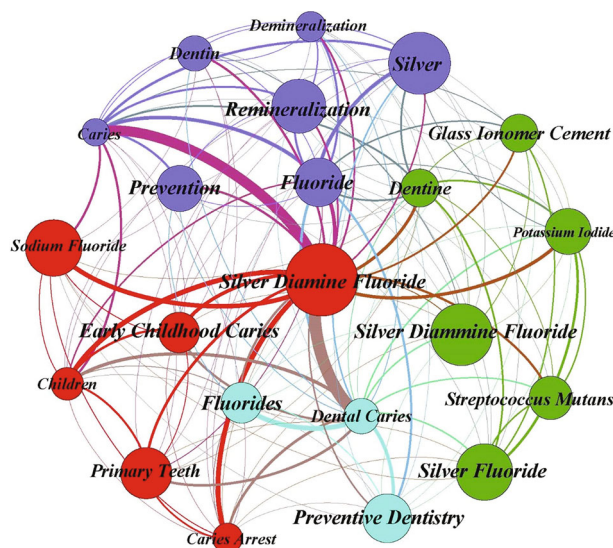 Demineralization
Dentin
Silver
Remineralization
Glass Ionomer Cement
Caries
Prevention
Fluoride
Dentine
Sodium Fluoride
Potassium Iodide
Silver Diamine Fluoride
Early Childhood Caries
Silver Diammine Fluoride
Children
Fluorides
Dental Caries
Streptococcus Mutans
Primary Teeth
Silver Fluoride
Preventive Dentistry
Caries Arrest